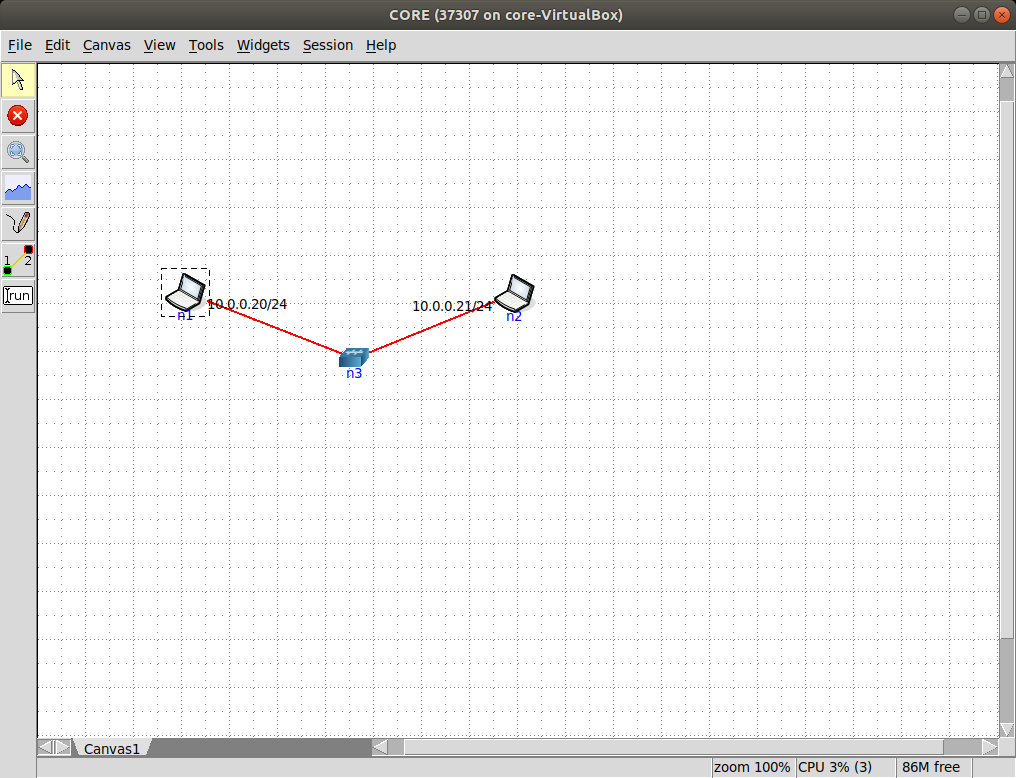 CORE (37307 on core-VirtualBox)
File Edit Canvas View Tools Widgets Session Help
1 2
run
10.0.0.20/24
n1
10.0.0.21/24
n2
n3
Canvas1
zoom 100% CPU 3% (3) 86M free